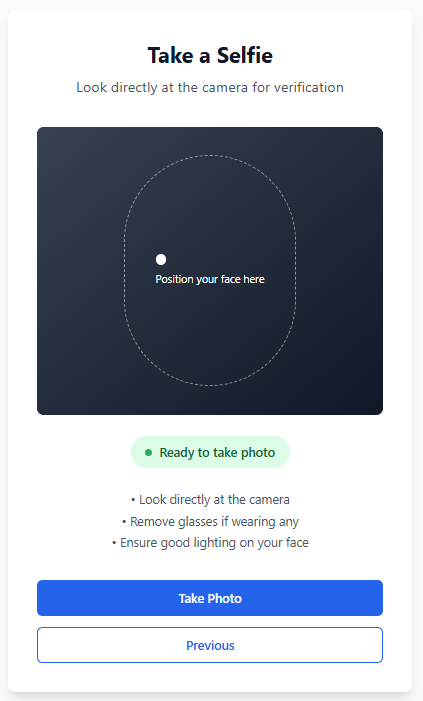 Take a Selfie
Look directly at the camera for verification
Position your face here
Ready to take photo
• Look directly at the camera
• Remove glasses if wearing any
• Ensure good lighting on your face
Take Photo
Previous